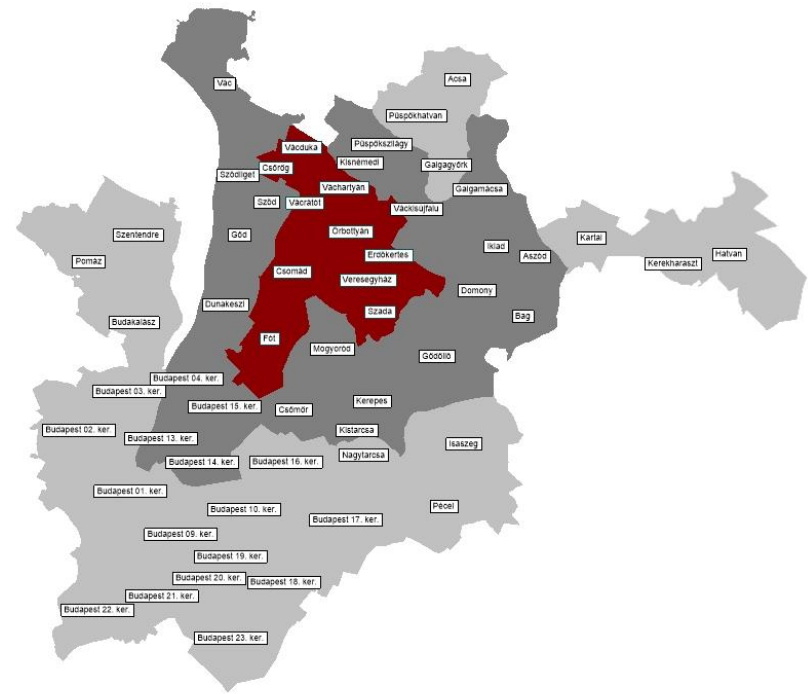 Acsa
Vác
Püspökhatvan
Püspökszilágy
Vácduka
Kisnémedi
Galgagyörk
Csörög
Sződliget
Váchartyán
Galgamácsa
Sződ
Vácrátót
Váckisújfalu
Őrbottyán
Szentendre
Göd
Kartal
Iklad
Erdőkertes
Aszód
Hatvan
Pomáz
Kerekharaszt
Csomád
Veresegyház
Domony
Dunakeszi
Szada
Bag
Budakalász
Fót
Mogyoród
Gödöllő
Budapest 04. ker.
Budapest 03. ker.
Kerepes
Budapest 15. ker.
Csömör
Budapest 02. ker.
Kistarcsa
Budapest 13. ker.
Isaszeg
Nagytarcsa
Budapest 14. ker.
Budapest 16. ker.
Budapest 01. ker.
Pécel
Budapest 10. ker.
Budapest 17. ker.
Budapest 09. ker.
Budapest 19. ker.
Budapest 20. ker.
Budapest 18. ker.
Budapest 21. ker.
Budapest 22. ker.
Budapest 23. ker.